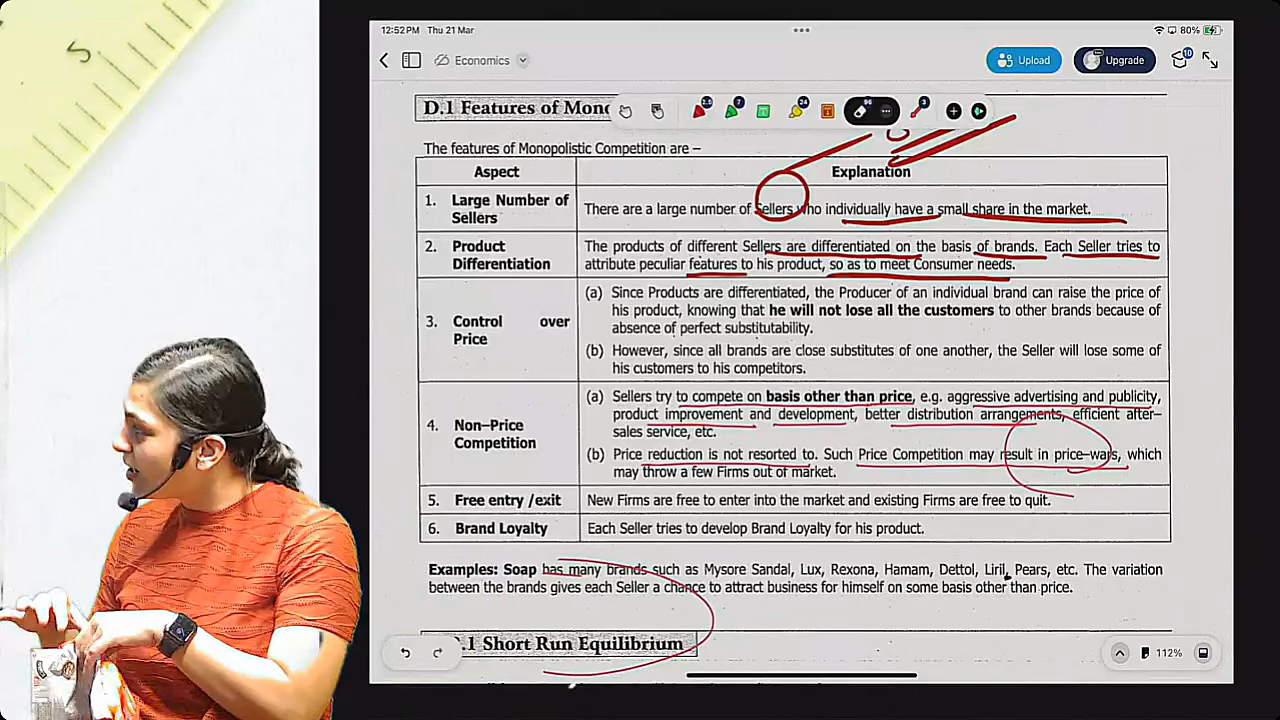 12:52 PM Thu 21 Mar
80%
Economics
Upload
Upgrade
10
D.1 Features of Mono
2.5
7
24
96
3
The features of Monopolistic Competition are –
Aspect
Explanation
1. Large Number of Sellers
There are a large number of Sellers who individually have a small share in the market.
2. Product Differentiation
The products of different Sellers are differentiated on the basis of brands. Each Seller tries to
attribute peculiar features to his product, so as to meet Consumer needs.
3. Control over Price
(a) Since Products are differentiated, the Producer of an individual brand can raise the price of
his product, knowing that he will not lose all the customers to other brands because of
absence of perfect substitutability.
(b) However, since all brands are close substitutes of one another, the Seller will lose some of
his customers to his competitors.
4. Non–Price Competition
(a) Sellers try to compete on basis other than price, e.g. aggressive advertising and publicity,
product improvement and development, better distribution arrangements, efficient after–
sales service, etc.
(b) Price reduction is not resorted to. Such Price Competition may result in price–wars, which
may throw a few Firms out of market.
5. Free entry /exit
New Firms are free to enter into the market and existing Firms are free to quit.
6. Brand Loyalty
Each Seller tries to develop Brand Loyalty for his product.
Examples: Soap has many brands such as Mysore Sandal, Lux, Rexona, Hamam, Dettol, Liril, Pears, etc. The variation
between the brands gives each Seller a chance to attract business for himself on some basis other than price.
.1 Short Run Equilibrium
112%